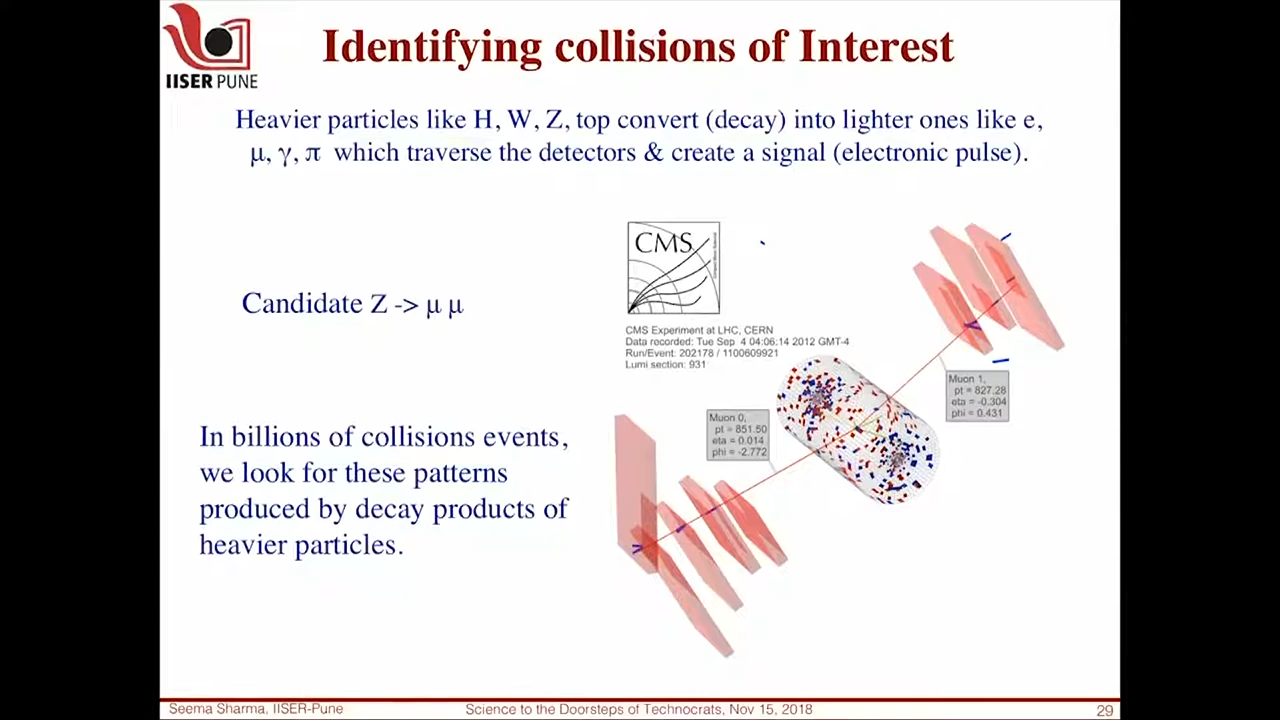 IISER PUNE
Identifying collisions of Interest
Heavier particles like H, W, Z, top convert (decay) into lighter ones like e,
μ, γ, π which traverse the detectors & create a signal (electronic pulse).
CMS
Candidate Z -> μ μ
CMS Experiment at LHC, CERN
Data recorded: Tue Sep 4 04:06:14 2012 GMT-4
Run/Event: 202178 / 1100609921
Lumi section: 931
Muon 1,
pt = 827.28
eta = -0.304
phi = 0.431
Muon 0,
pt = 851.50
eta = 0.014
phi = -2.772
In billions of collisions events,
we look for these patterns
produced by decay products of
heavier particles.
Seema Sharma, IISER-Pune
Science to the Doorsteps of Technocrats, Nov 15, 2018
29